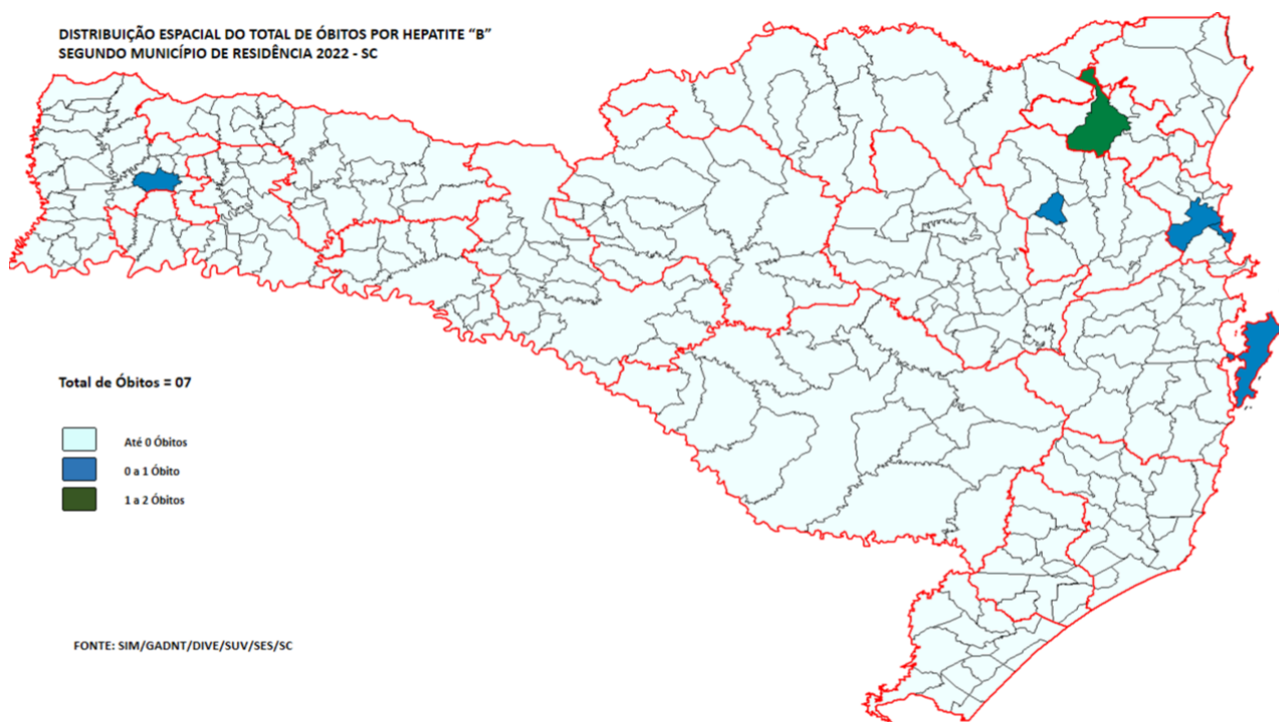 DISTRIBUIÇÃO ESPACIAL DO TOTAL DE ÓBITOS POR HEPATITE “B”
SEGUNDO MUNICÍPIO DE RESIDÊNCIA 2022 - SC
Total de Óbitos = 07
Até 0 Óbitos
0 a 1 Óbito
1 a 2 Óbitos
FONTE: SIM/GADNT/DIVE/SUV/SES/SC